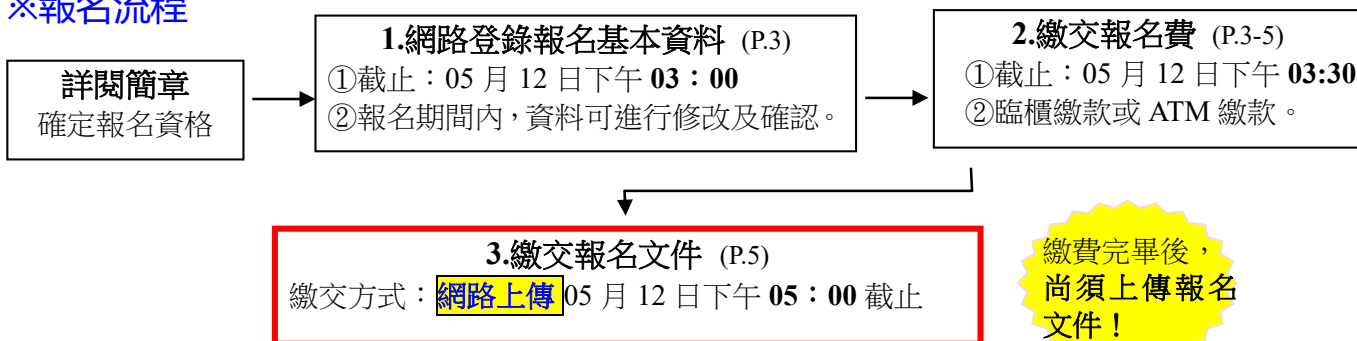 ※報名流程
詳閱簡章
確定報名資格
1.網路登錄報名基本資料 (P.3)
①截止：05 月 12 日下午 03：00
②報名期間內，資料可進行修改及確認。
2.繳交報名費 (P.3-5)
①截止：05 月 12 日下午 03:30
②臨櫃繳款或 ATM 繳款。
3.繳交報名文件 (P.5)
繳交方式：網路上傳 05 月 12 日下午 05：00 截止
繳費完畢後，
尚須上傳報名
文件！